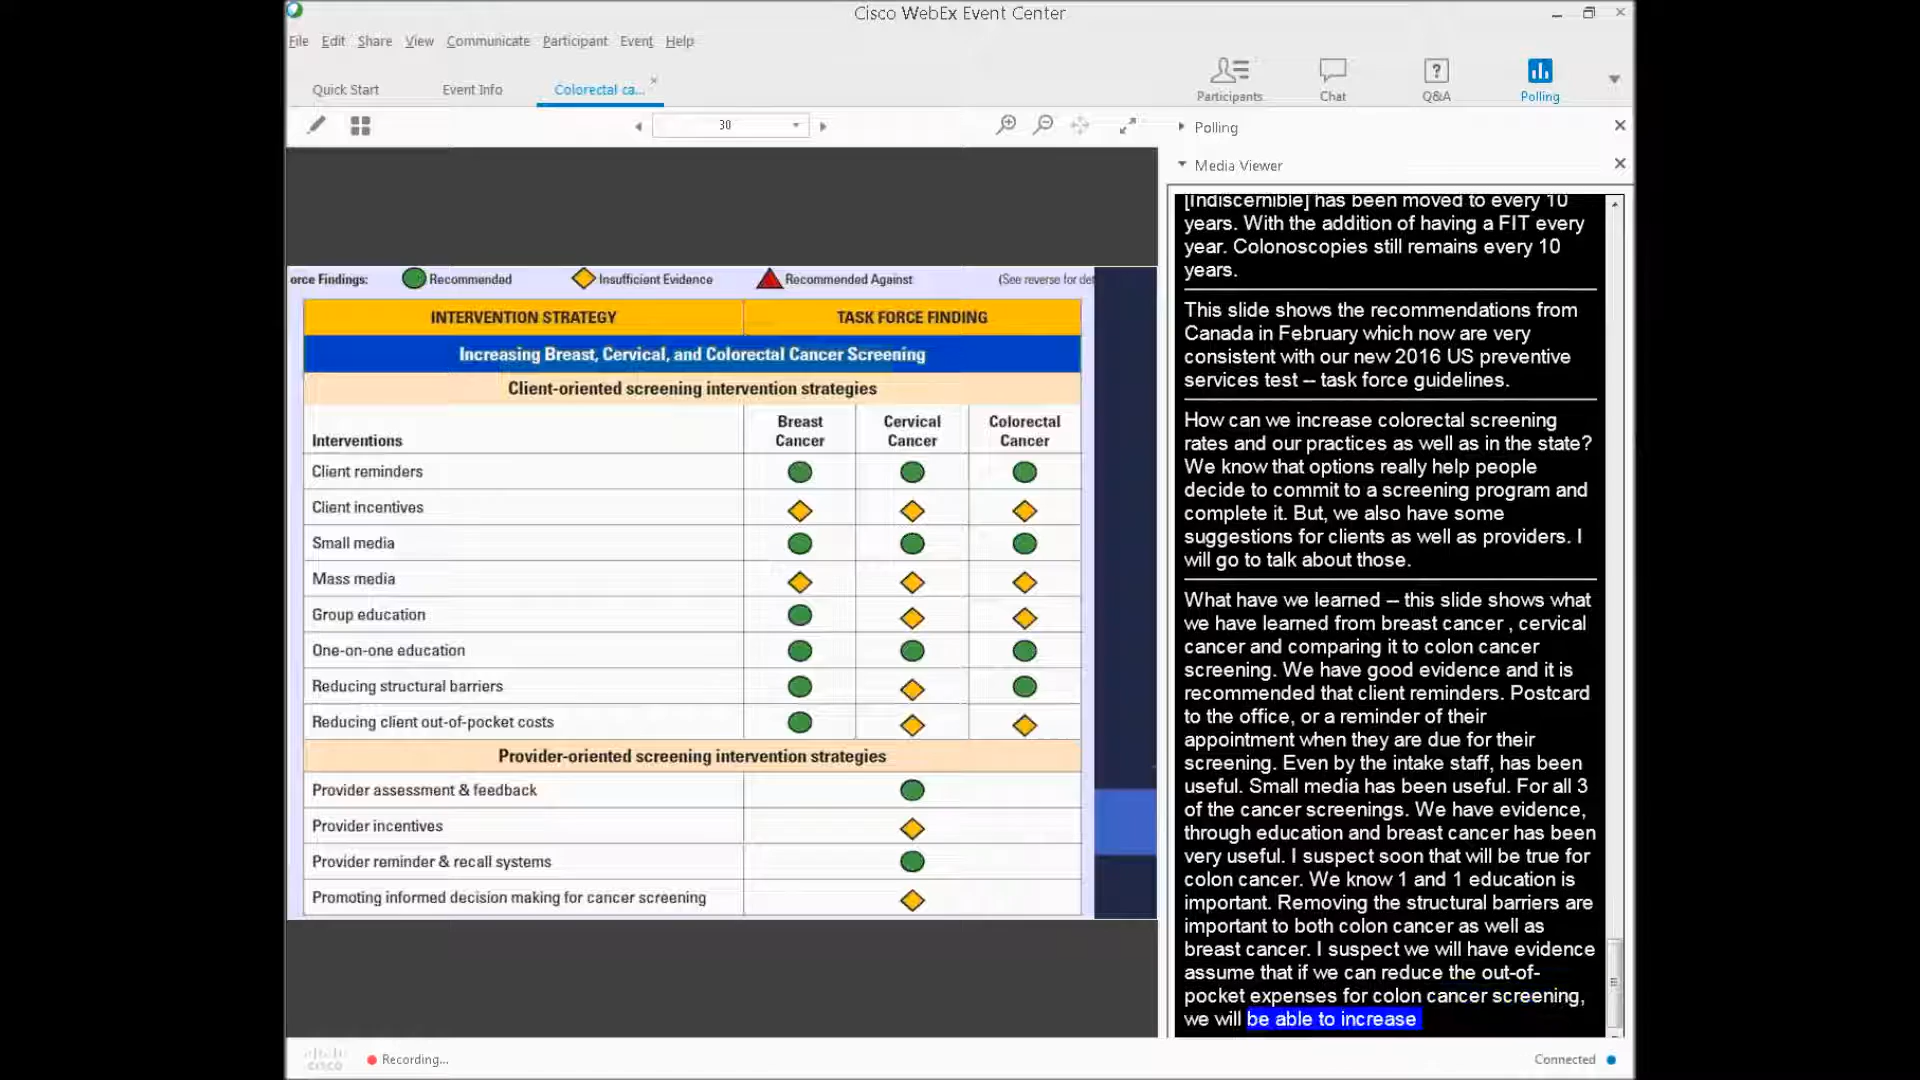 Cisco WebEx Event Center
File Edit Share View Communicate Participant Event Help
Quick Start Event Info Colorectal ca...
Participants Chat Q&A Polling
30
Polling
Media Viewer
orce Findings: Recommended Insufficient Evidence Recommended Against (See reverse for det
INTERVENTION STRATEGY TASK FORCE FINDING
Increasing Breast, Cervical, and Colorectal Cancer Screening
Client-oriented screening intervention strategies
Interventions Breast Cancer Cervical Cancer Colorectal Cancer
Client reminders
Client incentives
Small media
Mass media
Group education
One-on-one education
Reducing structural barriers
Reducing client out-of-pocket costs
Provider-oriented screening intervention strategies
Provider assessment & feedback
Provider incentives
Provider reminder & recall systems
Promoting informed decision making for cancer screening
[Indiscernible] has been moved to every 10
years. With the addition of having a FIT every
year. Colonoscopies still remains every 10
years.
This slide shows the recommendations from
Canada in February which now are very
consistent with our new 2016 US preventive
services test -- task force guidelines.
How can we increase colorectal screening
rates and our practices as well as in the state?
We know that options really help people
decide to commit to a screening program and
complete it. But, we also have some
suggestions for clients as well as providers. I
will go to talk about those.
What have we learned -- this slide shows what
we have learned from breast cancer , cervical
cancer and comparing it to colon cancer
screening. We have good evidence and it is
recommended that client reminders. Postcard
to the office, or a reminder of their
appointment when they are due for their
screening. Even by the intake staff, has been
useful. Small media has been useful. For all 3
of the cancer screenings. We have evidence,
through education and breast cancer has been
very useful. I suspect soon that will be true for
colon cancer. We know 1 and 1 education is
important. Removing the structural barriers are
important to both colon cancer as well as
breast cancer. I suspect we will have evidence
assume that if we can reduce the out-of-
pocket expenses for colon cancer screening,
we will be able to increase
cisco Recording... Connected